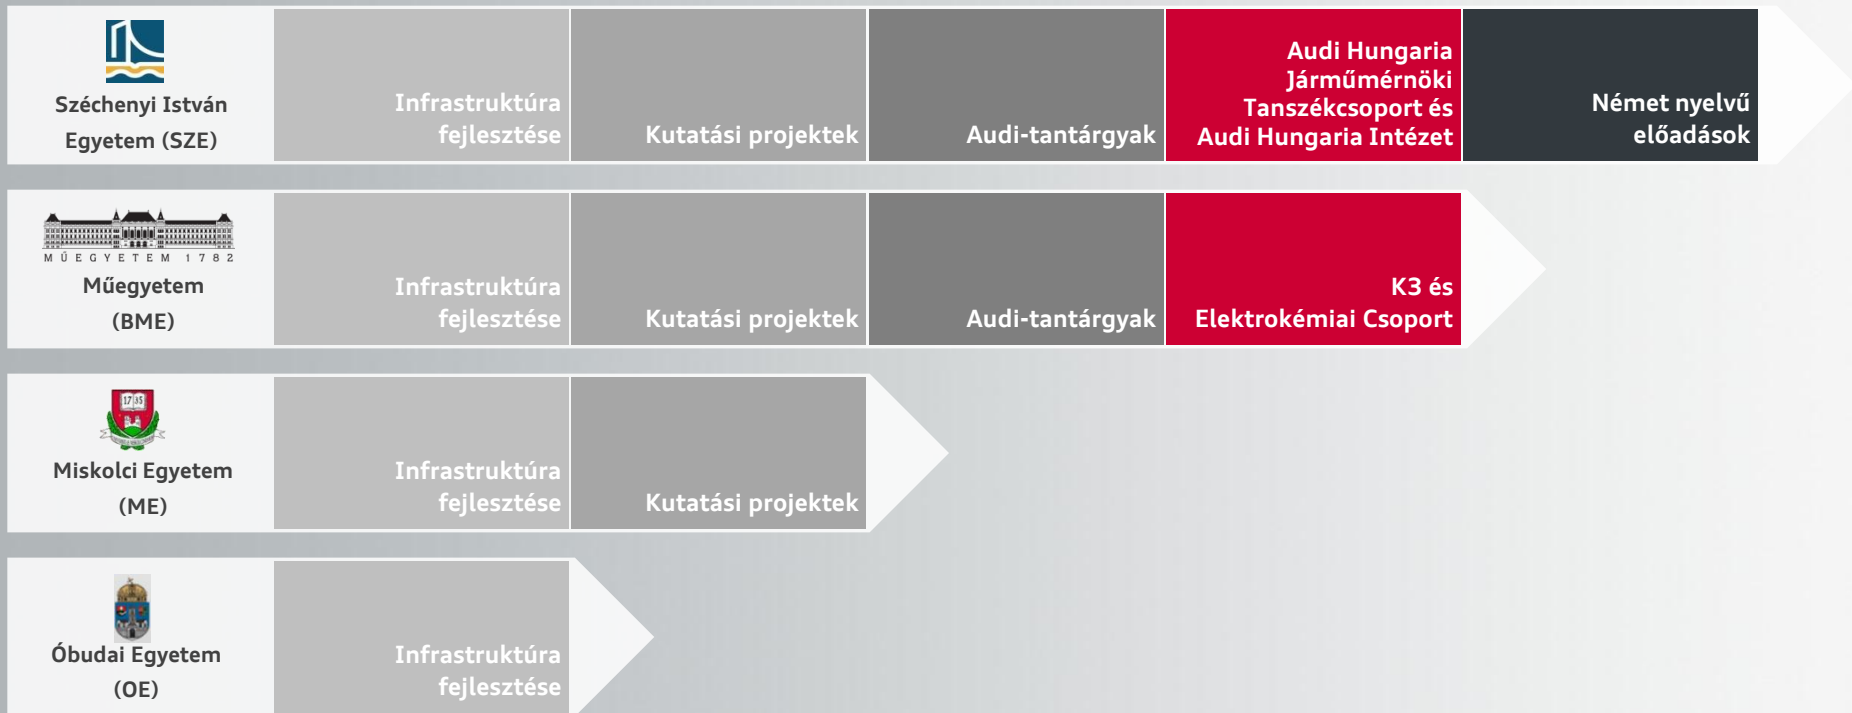 Széchenyi István
Egyetem (SZE)
Infrastruktúra
fejlesztése
Kutatási projektek
Audi-tantárgyak
Audi Hungaria
Járműmérnöki
Tanszékcsoport és
Audi Hungaria Intézet
Német nyelvű
előadások
MŰEGYETEM 1782
Műegyetem
(BME)
Infrastruktúra
fejlesztése
Kutatási projektek
Audi-tantárgyak
K3 és
Elektrokémiai Csoport
17 35
Miskolci Egyetem
(ME)
Infrastruktúra
fejlesztése
Kutatási projektek
Óbudai Egyetem
(OE)
Infrastruktúra
fejlesztése